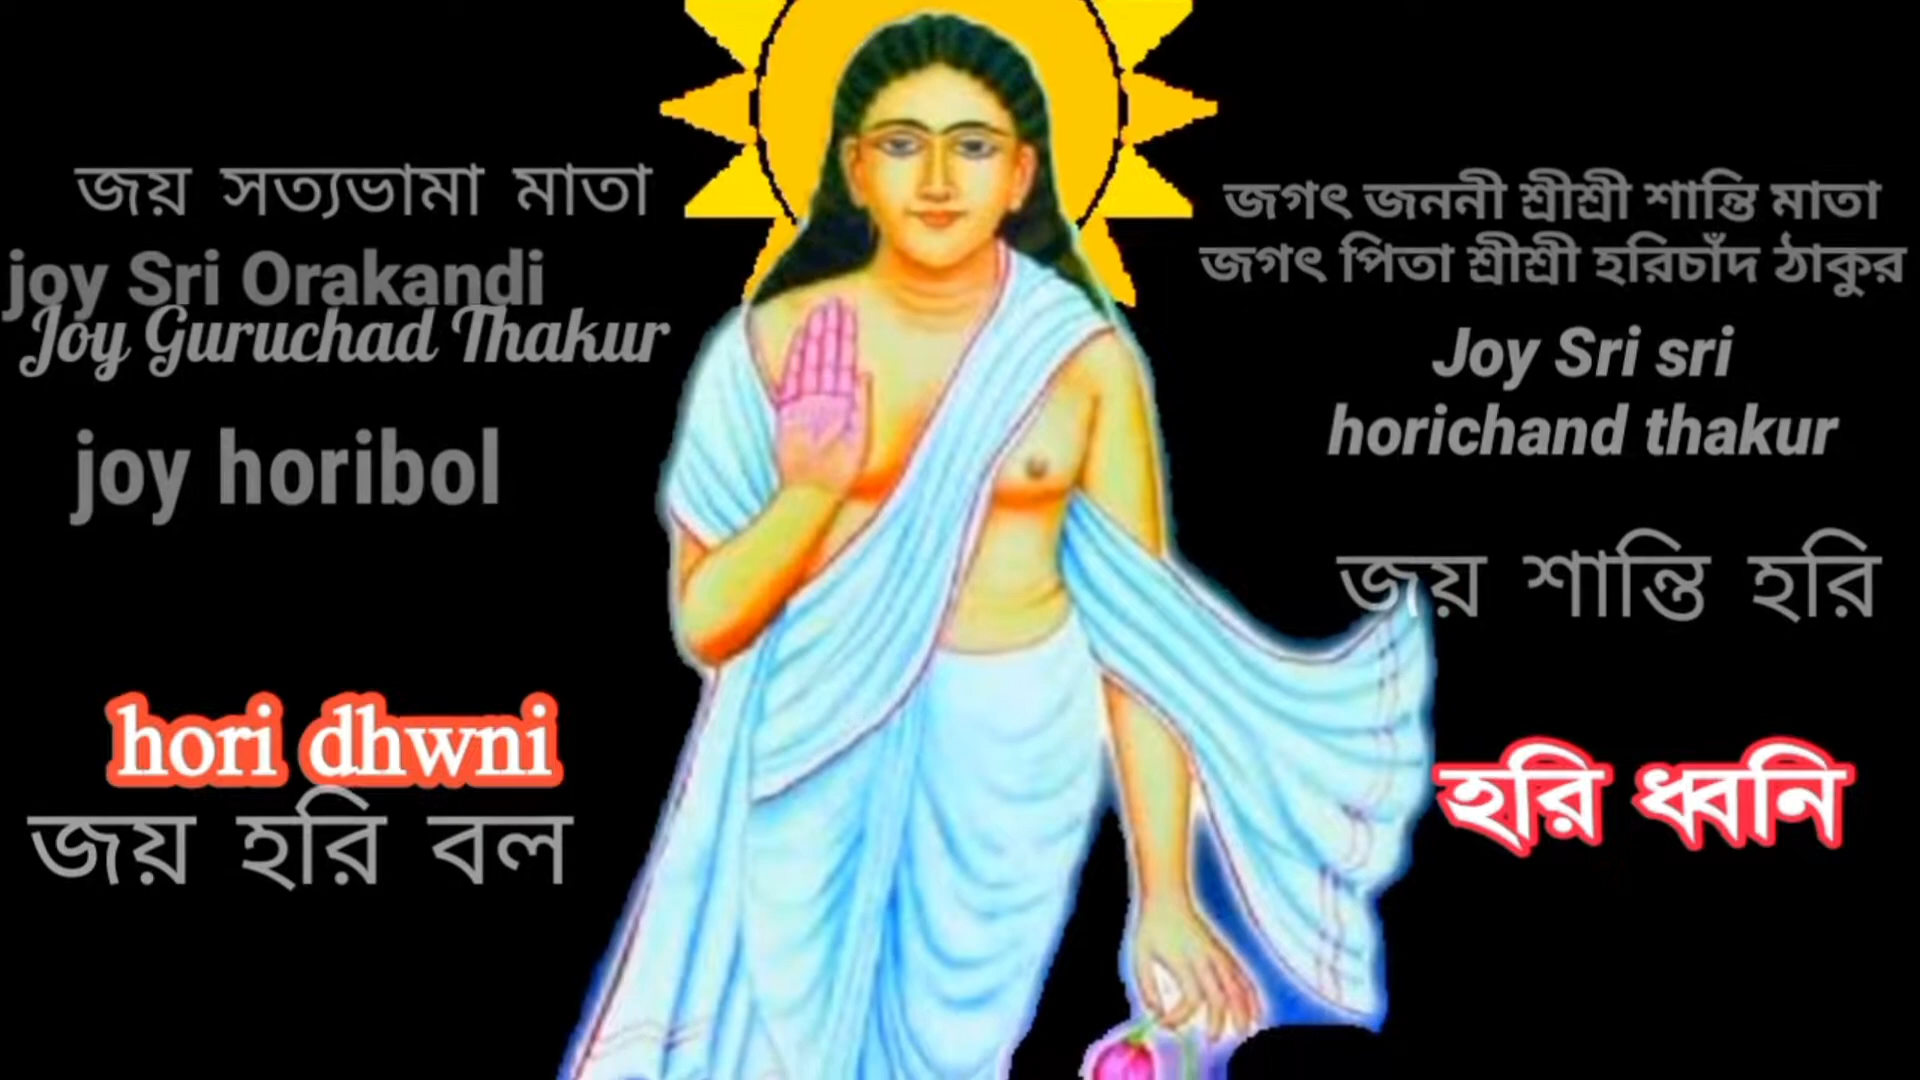 জয় সত্যভামা মাতা
joy Sri Orakandi
Joy Guruchad Thakur
joy horibol
hori dhwni
জয় হরি বল
জগৎ জননী শ্রীশ্রী শান্তি মাতা
জগৎ পিতা শ্রীশ্রী হরিচাঁদ ঠাকুর
Joy Sri sri
horichand thakur
জয় শান্তি হরি
হরি ধ্বনি